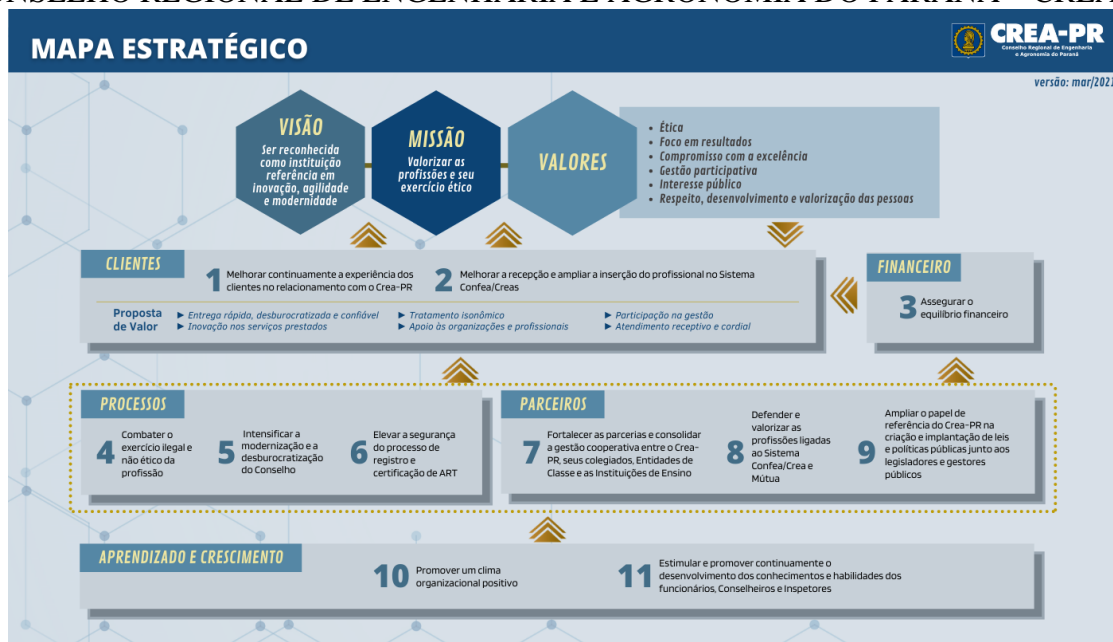 NSELHO REGIONAL DE ENGENHARIA E AGRONOMIA DO PARANÁ – CREA
MAPA ESTRATÉGICO
CREA-PR
Conselho Regional de Engenharia
e Agronomia do Paraná
versão: mar/2021
VISÃO
Ser reconhecida
como instituição
referência em
inovação, agilidade
e modernidade
MISSÃO
Valorizar as
profissões e seu
exercício ético
VALORES
• Ética
• Foco em resultados
• Compromisso com a excelência
• Gestão participativa
• Interesse público
• Respeito, desenvolvimento e valorização das pessoas
CLIENTES
1 Melhorar continuamente a experiência dos
clientes no relacionamento com o Crea-PR
2 Melhorar a recepção e ampliar a inserção do profissional no Sistema
Confea/Creas
Proposta
de Valor
Entrega rápida, desburocratizada e confiável
Inovação nos serviços prestados
Tratamento isonômico
Apoio às organizações e profissionais
Participação na gestão
Atendimento receptivo e cordial
FINANCEIRO
3 Assegurar o
equilíbrio financeiro
PROCESSOS
4 Combater o
exercício ilegal e
não ético da
profissão
5 Intensificar a
modernização e a
desburocratização
do Conselho
6 Elevar a segurança
do processo de
registro e
certificação de ART
PARCEIROS
7 Fortalecer as parcerias e consolidar
a gestão cooperativa entre o Crea-
PR, seus colegiados, Entidades de
Classe e as Instituições de Ensino
8 Defender e
valorizar as
profissões ligadas
ao Sistema
Confea/Crea e
Mútua
9 Ampliar o papel de
referência do Crea-PR na
criação e implantação de leis
e políticas públicas junto aos
legisladores e gestores
públicos
APRENDIZADO E CRESCIMENTO
10 Promover um clima
organizacional positivo
11 Estimular e promover continuamente o
desenvolvimento dos conhecimentos e habilidades dos
funcionários, Conselheiros e Inspetores